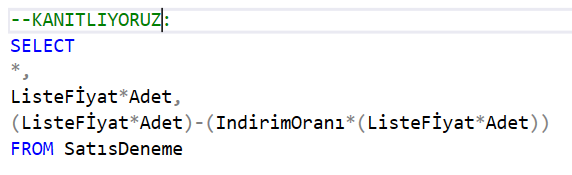 --KANITLIYORUZ:
SELECT
*,
ListeFİyat*Adet,
(ListeFİyat*Adet)-(IndirimOranı*(ListeFİyat*Adet))
FROM SatısDeneme